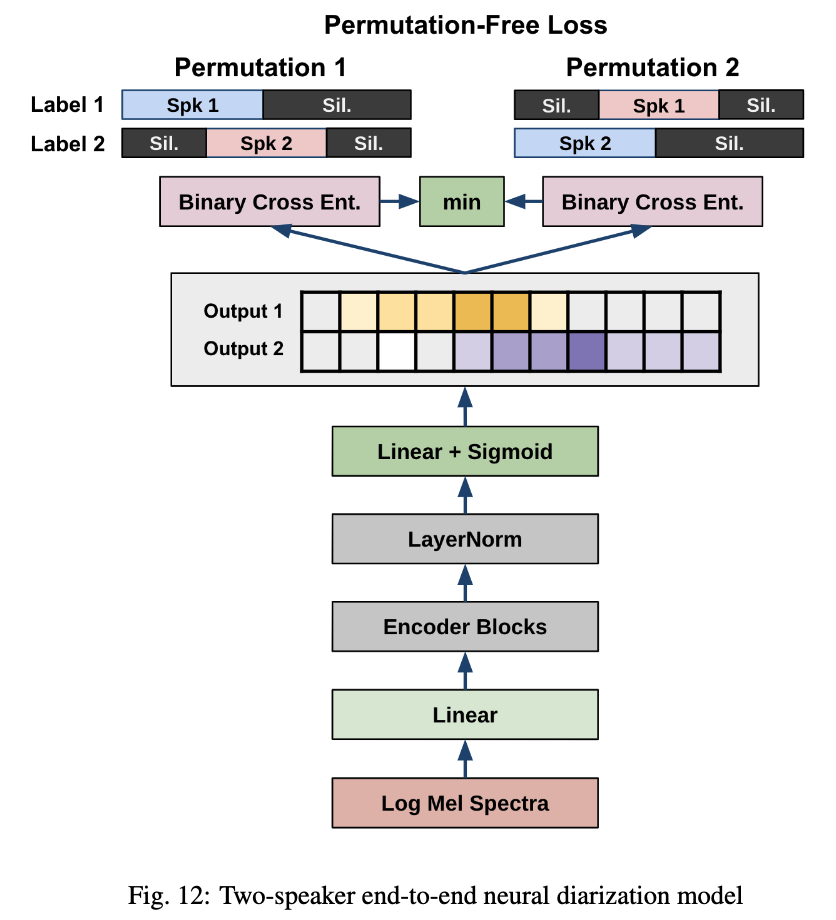 Permutation-Free Loss
Permutation 1 Permutation 2
Label 1 Spk 1 Sil. Sil. Spk 1 Sil.
Label 2 Sil. Spk 2 Sil. Spk 2 Sil.
Binary Cross Ent. min Binary Cross Ent.
Output 1
Output 2
Linear + Sigmoid
LayerNorm
Encoder Blocks
Linear
Log Mel Spectra
Fig. 12: Two-speaker end-to-end neural diarization model